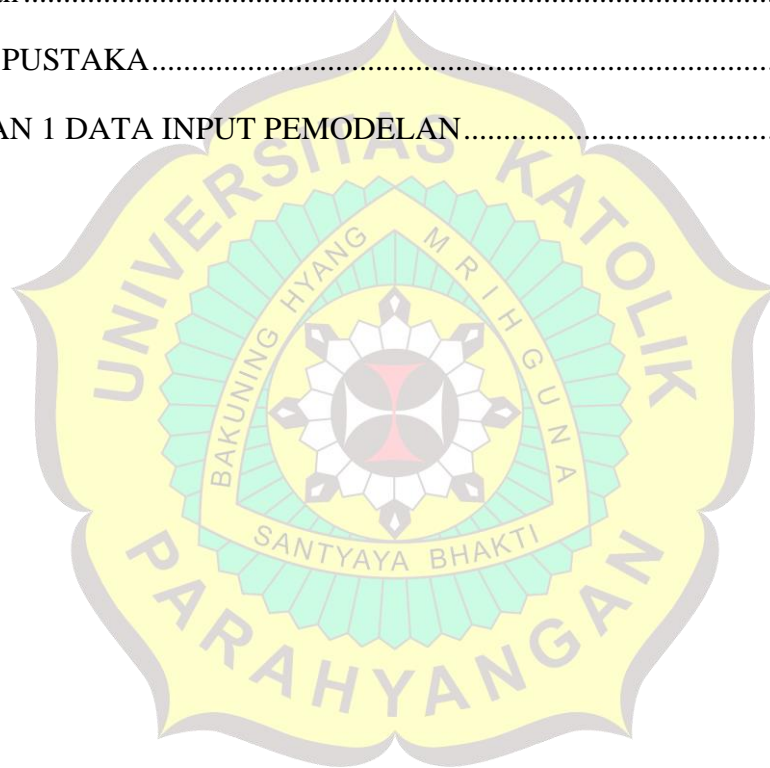 PUSTAKA
AN 1 DATA INPUT PEMODELAN
UNIVERSITAS KATOLIK
BAKUNING HYANG MRIHGUNA
SANTYAYA BHAKTI
PARAHYANGAN